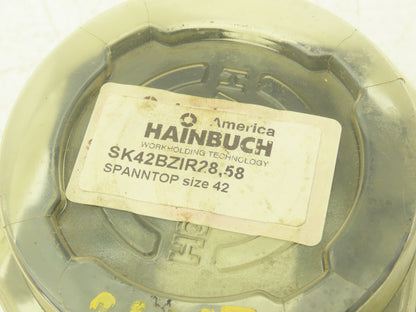 America
HAINBUCH
WORKHOLDING TECHNOLOGY
SK42BZIR28,58
SPANNTOP size 42